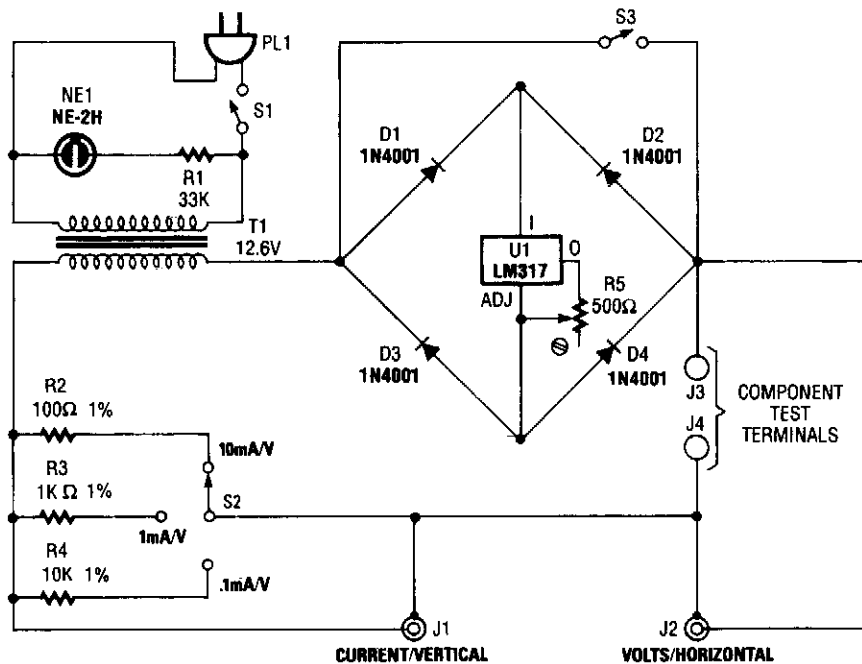 PL1
S3
S1
NE1
NE-2H
R1
33K
T1
12.6V
D1
1N4001
D2
1N4001
I
U1
LM317
O
ADJ
R5
500Ω
D3
1N4001
D4
1N4001
J3
J4
COMPONENT
TEST
TERMINALS
R2
100Ω 1%
10mA/V
R3
1KΩ 1%
1mA/V
S2
R4
10K 1%
.1mA/V
J1
CURRENT/VERTICAL
J2
VOLTS/HORIZONTAL